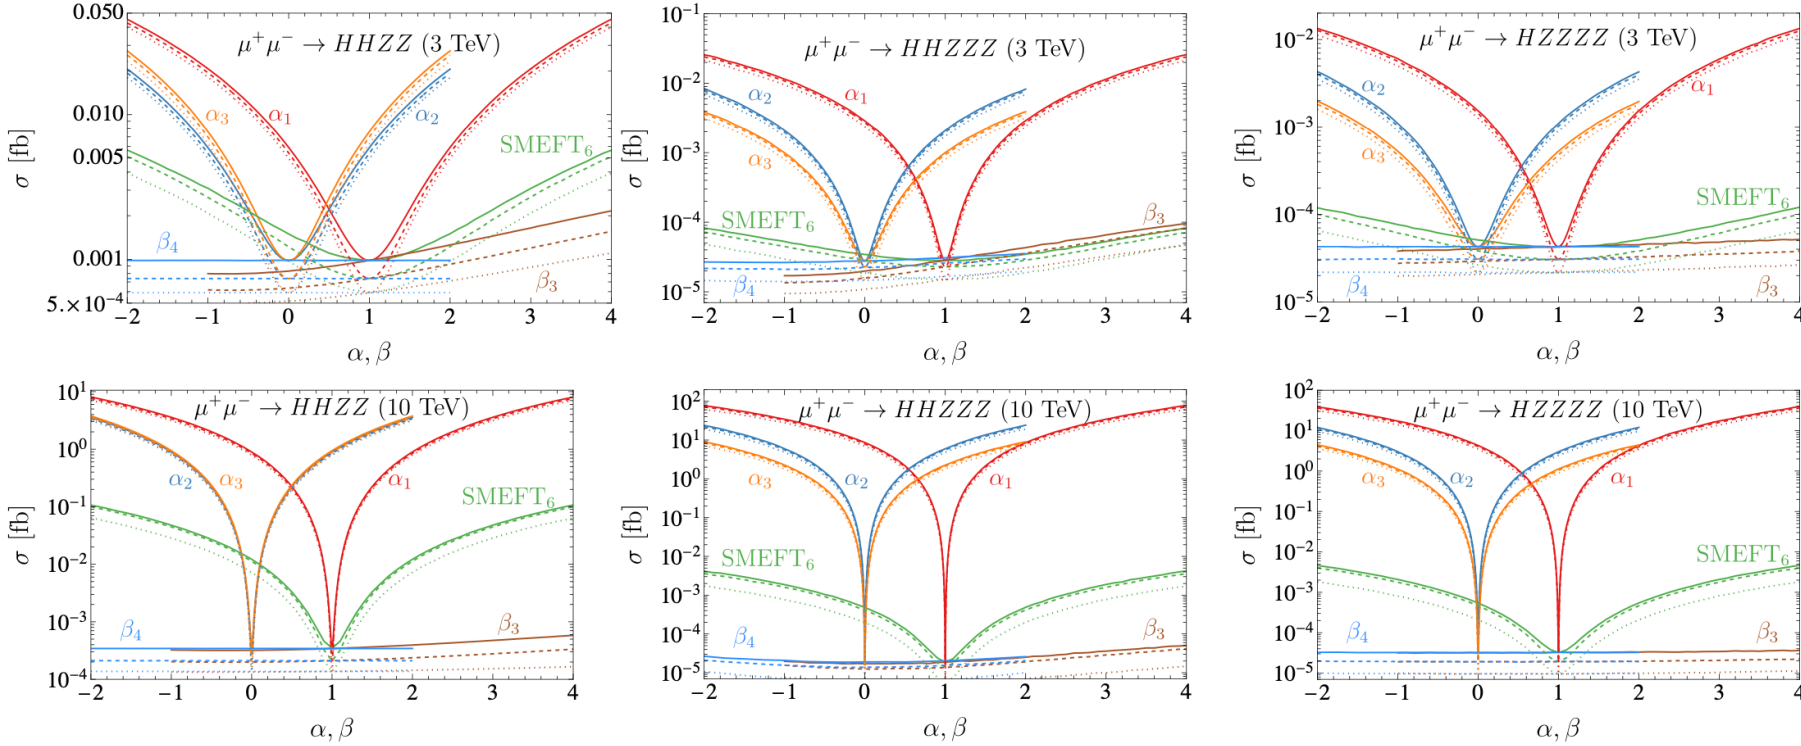 μ⁺μ⁻ → HHZZ (3 TeV)
σ [fb]
0.050
0.010
0.005
0.001
5.×10⁻⁴
α₃
α₁
α₂
SMEFT₆
β₄
β₃
−2 −1 0 1 2 3 4
α, β
μ⁺μ⁻ → HHZZZ (3 TeV)
σ [fb]
10⁻¹
10⁻²
10⁻³
10⁻⁴
10⁻⁵
α₂
α₁
α₃
SMEFT₆
β₃
β₄
−2 −1 0 1 2 3 4
α, β
μ⁺μ⁻ → HZZZZ (3 TeV)
σ [fb]
10⁻²
10⁻³
10⁻⁴
10⁻⁵
α₂
α₁
α₃
SMEFT₆
β₄
β₃
−2 −1 0 1 2 3 4
α, β
μ⁺μ⁻ → HHZZ (10 TeV)
σ [fb]
10¹
10⁰
10⁻¹
10⁻²
10⁻³
10⁻⁴
α₂
α₃
α₁
SMEFT₆
β₄
β₃
−2 −1 0 1 2 3 4
α, β
μ⁺μ⁻ → HHZZZ (10 TeV)
σ [fb]
10²
10¹
10⁰
10⁻¹
10⁻²
10⁻³
10⁻⁴
10⁻⁵
α₃
α₂
α₁
SMEFT₆
β₄
β₃
−2 −1 0 1 2 3 4
α, β
μ⁺μ⁻ → HZZZZ (10 TeV)
σ [fb]
10²
10¹
10⁰
10⁻¹
10⁻²
10⁻³
10⁻⁴
10⁻⁵
α₃
α₂
α₁
SMEFT₆
β₄
β₃
−2 −1 0 1 2 3 4
α, β